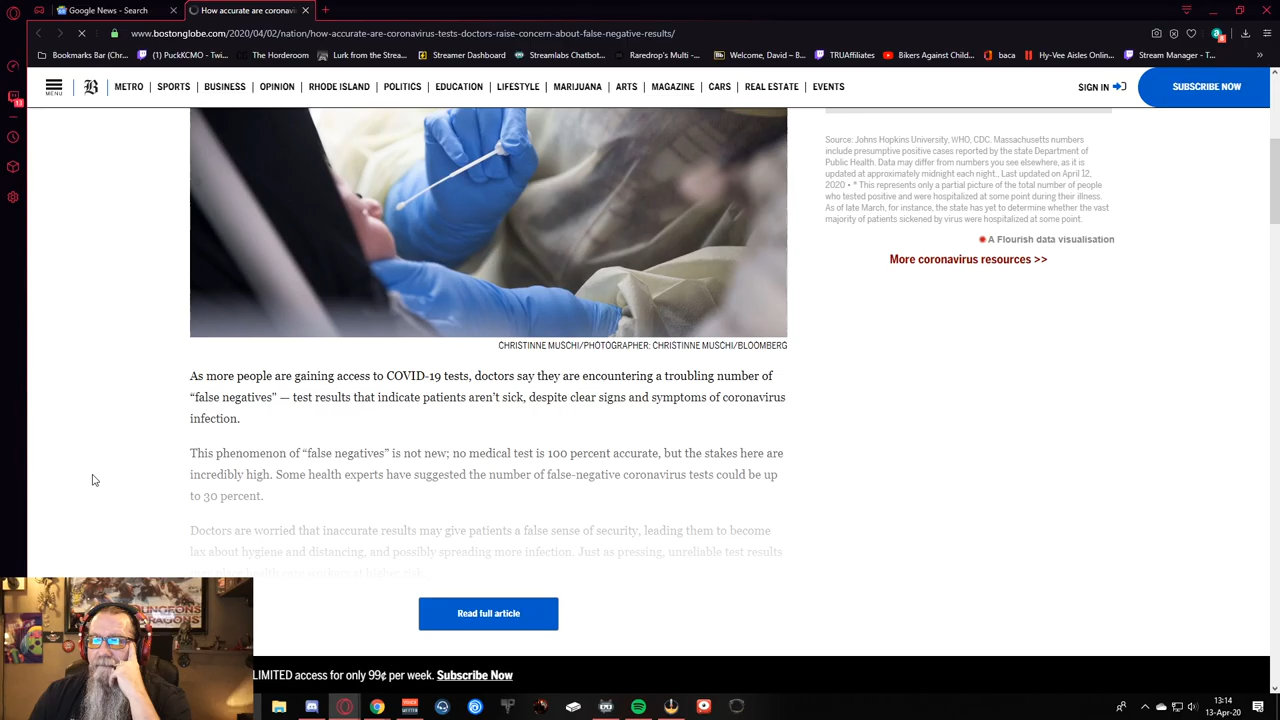 Google News - Search
How accurate are coronavi
www.bostonglobe.com/2020/04/02/nation/how-accurate-are-coronavirus-tests-doctors-raise-concern-about-false-negative-results/
Bookmarks Bar (Chr... (8) PuckKCMO - Twi... The Horderoom Lurk from the Strea... Streamer Dashboard Streamlabs Chatbot... Raredrop's Multi -... Welcome, David – B... TRUAffiliates Bikers Against Child... baca Hy-Vee Aisles Onlin... Stream Manager - T...
MENU B METRO SPORTS BUSINESS OPINION RHODE ISLAND POLITICS EDUCATION LIFESTYLE MARIJUANA ARTS MAGAZINE CARS REAL ESTATE EVENTS SIGN IN SUBSCRIBE NOW
Source: Johns Hopkins University, WHO, CDC. Massachusetts numbers
include presumptive positive cases reported by the state Department of
Public Health. Data may differ from numbers you see elsewhere, as it is
updated at approximately midnight each night,. Last updated on April 12,
2020 • * This represents only a partial picture of the total number of people
who tested positive and were hospitalized at some point during their illness.
As of late March, for instance, the state has yet to determine whether the vast
majority of patients sickened by virus were hospitalized at some point.
A Flourish data visualisation
More coronavirus resources >>
CHRISTINNE MUSCHI/PHOTOGRAPHER: CHRISTINNE MUSCHI/BLOOMBERG
As more people are gaining access to COVID-19 tests, doctors say they are encountering a troubling number of
“false negatives” — test results that indicate patients aren’t sick, despite clear signs and symptoms of coronavirus
infection.
This phenomenon of “false negatives” is not new; no medical test is 100 percent accurate, but the stakes here are
incredibly high. Some health experts have suggested the number of false-negative coronavirus tests could be up
to 30 percent.
Doctors are worried that inaccurate results may give patients a false sense of security, leading them to become
lax about hygiene and distancing, and possibly spreading more infection. Just as pressing, unreliable test results
may place health care workers at higher risk.
Read full article
DUNGEONS
DRAGONS
LIMITED access for only 99¢ per week. Subscribe Now
13:14
13-Apr-20